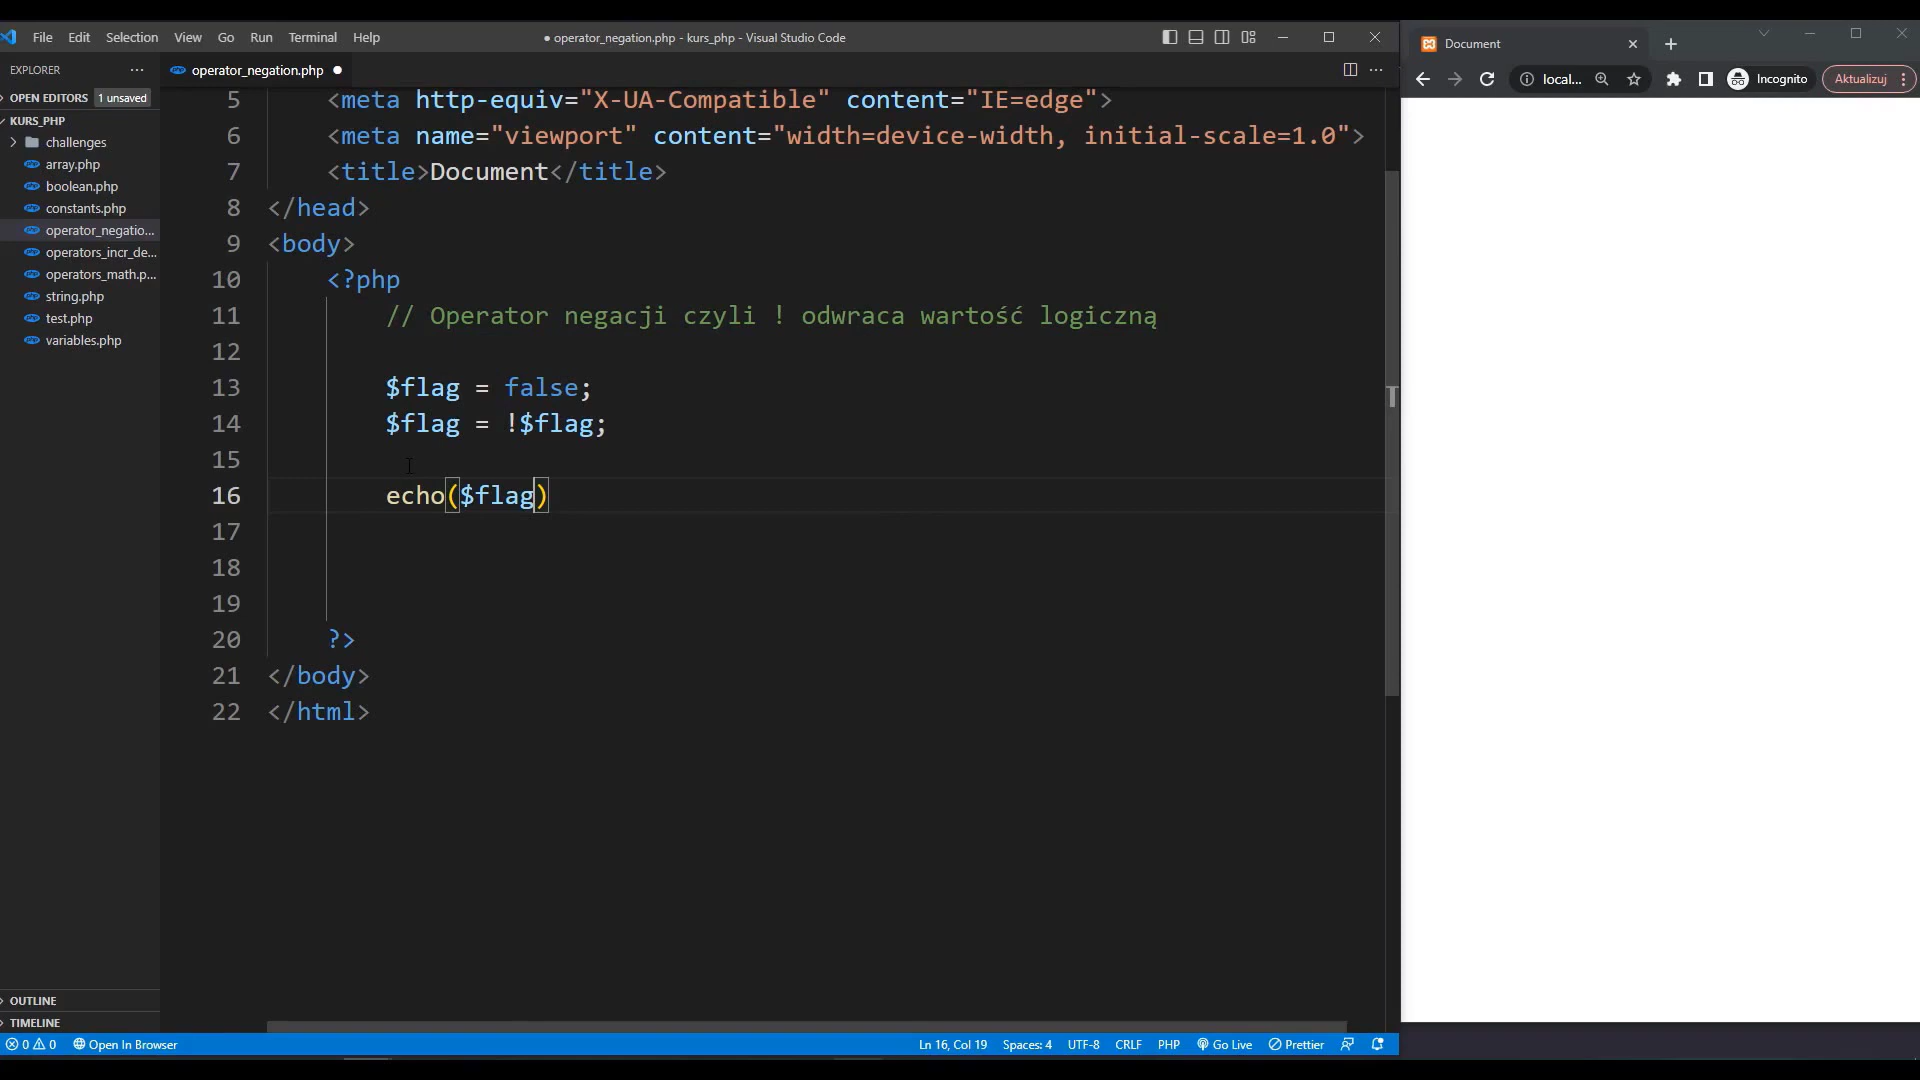 File Edit Selection View Go Run Terminal Help
● operator_negation.php - kurs_php - Visual Studio Code
EXPLORER
OPEN EDITORS 1 unsaved
KURS_PHP
challenges
array.php
boolean.php
constants.php
operator_negatio...
operators_incr_de...
operators_math.p...
string.php
test.php
variables.php
OUTLINE
TIMELINE
operator_negation.php ●
5 <meta http-equiv="X-UA-Compatible" content="IE=edge">
6 <meta name="viewport" content="width=device-width, initial-scale=1.0">
7 <title>Document</title>
8 </head>
9 <body>
10 <?php
11 // Operator negacji czyli ! odwraca wartość logiczną
12
13 $flag = false;
14 $flag = !$flag;
15
16 echo($flag)
17
18
19
20 ?>
21 </body>
22 </html>
0 0 Open In Browser
Ln 16, Col 19 Spaces: 4 UTF-8 CRLF PHP Go Live Prettier
Document
local... Incognito Aktualizuj